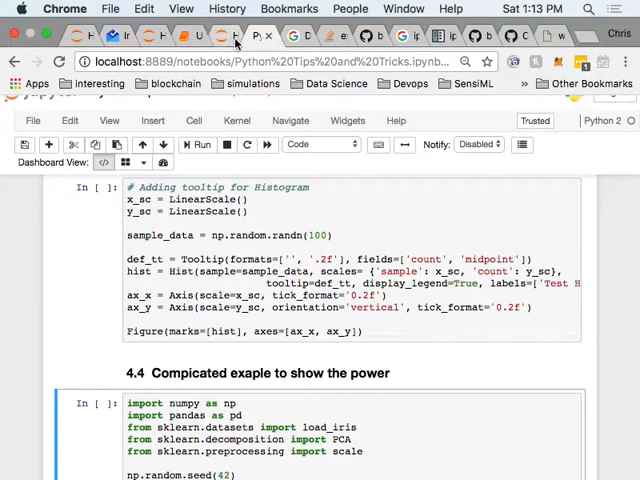 Chrome File Edit View History Bookmarks People Window Help Sat 1:13 PM
Py Chris
localhost:8889/notebooks/Python%20Tips%20and%20Tricks.ipynb...
Apps interesting blockchain simulations Data Science Devops SensiML » Other Bookmarks
File Edit View Insert Cell Kernel Navigate Widgets Help Trusted Python 2
Run Code Notify: Disabled
Dashboard View:
In [ ]: # Adding tooltip for Histogram
x_sc = LinearScale()
y_sc = LinearScale()
sample_data = np.random.randn(100)
def_tt = Tooltip(formats=['', '.2f'], fields=['count', 'midpoint'])
hist = Hist(sample=sample_data, scales= {'sample': x_sc, 'count': y_sc},
tooltip=def_tt, display_legend=True, labels=['Test H
ax_x = Axis(scale=x_sc, tick_format='0.2f')
ax_y = Axis(scale=y_sc, orientation='vertical', tick_format='0.2f')
Figure(marks=[hist], axes=[ax_x, ax_y])
4.4 Compicated exaple to show the power
In [ ]: import numpy as np
import pandas as pd
from sklearn.datasets import load_iris
from sklearn.decomposition import PCA
from sklearn.preprocessing import scale
np.random.seed(42)